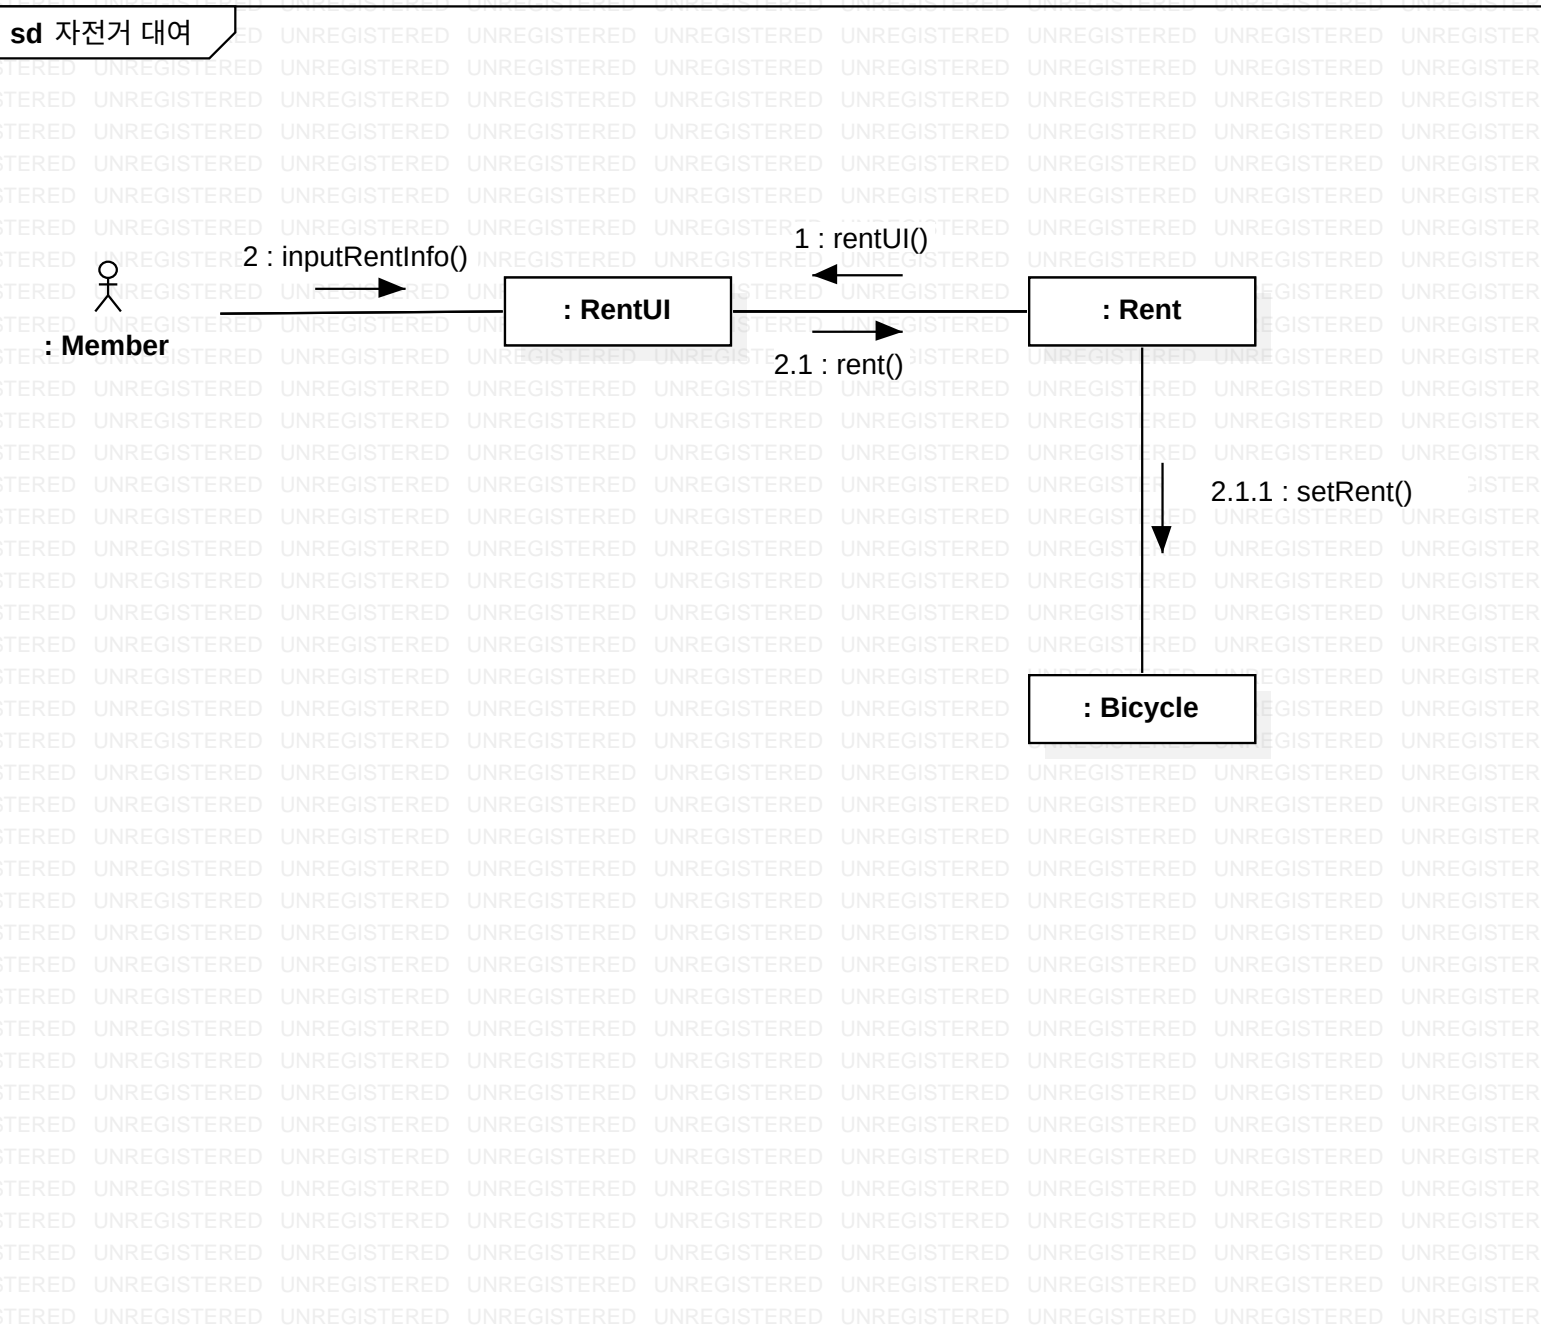 sd 자전거 대여
1 : rentUI()
2 : inputRentInfo()
: RentUI
: Rent
: Member
2.1 : rent()
2.1.1 : setRent()
: Bicycle
UNREGISTERED